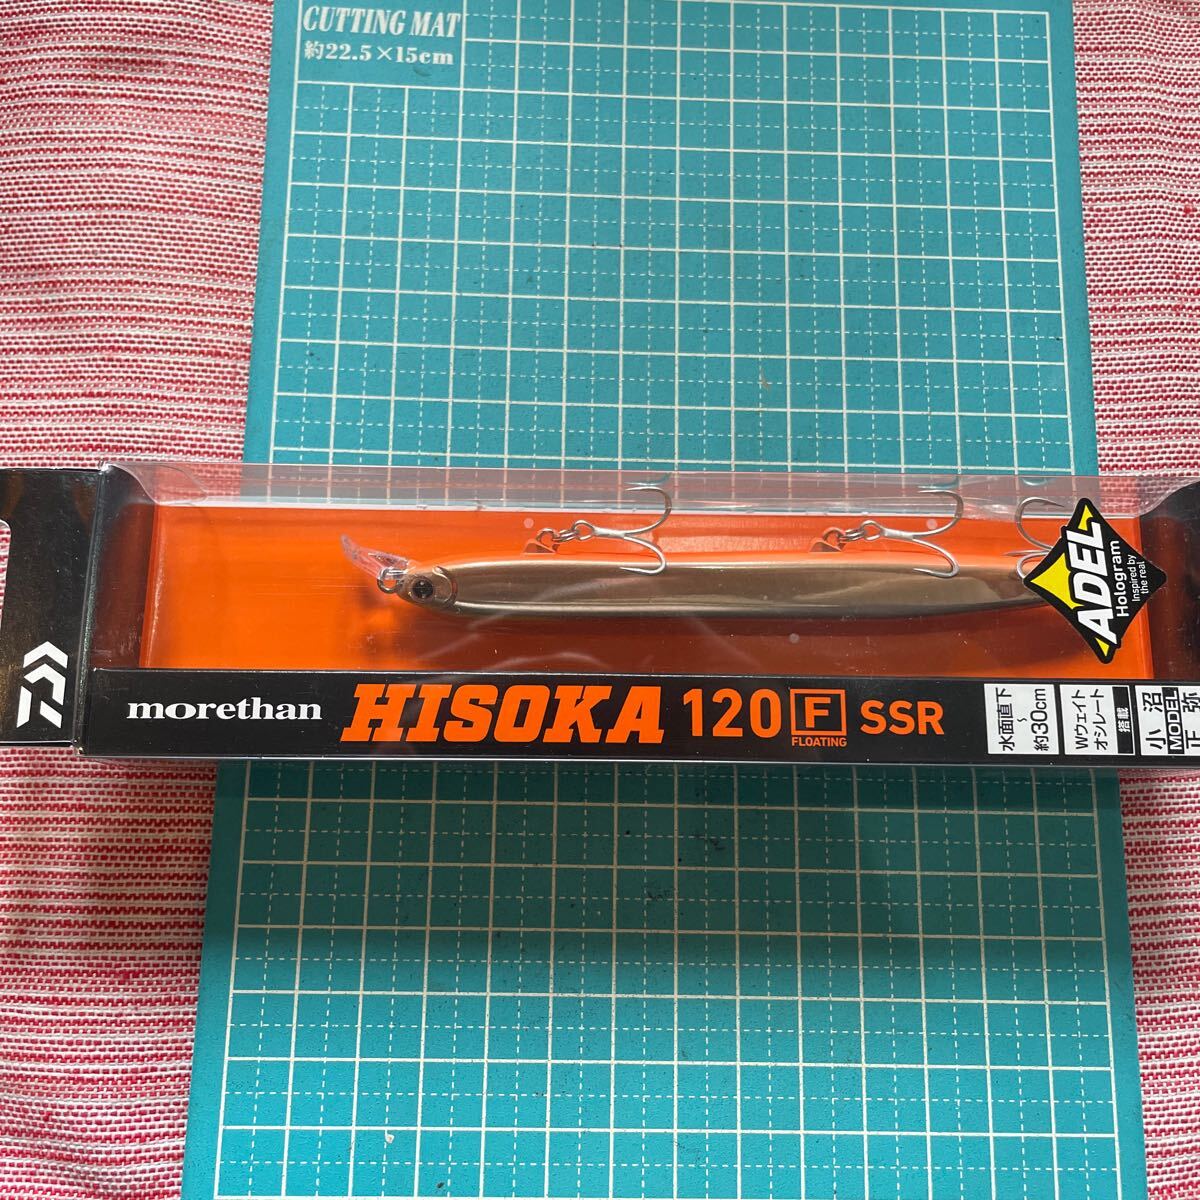 CUTTING MAT
約22.5×15cm
ADEL
Hologram
Inspired by
the real.
morethan HISOKA 120 F SSR
FLOATING
水面直下
~
約30cm
Wウェイト
オシレート
搭載
小沼
MODEL
正弥